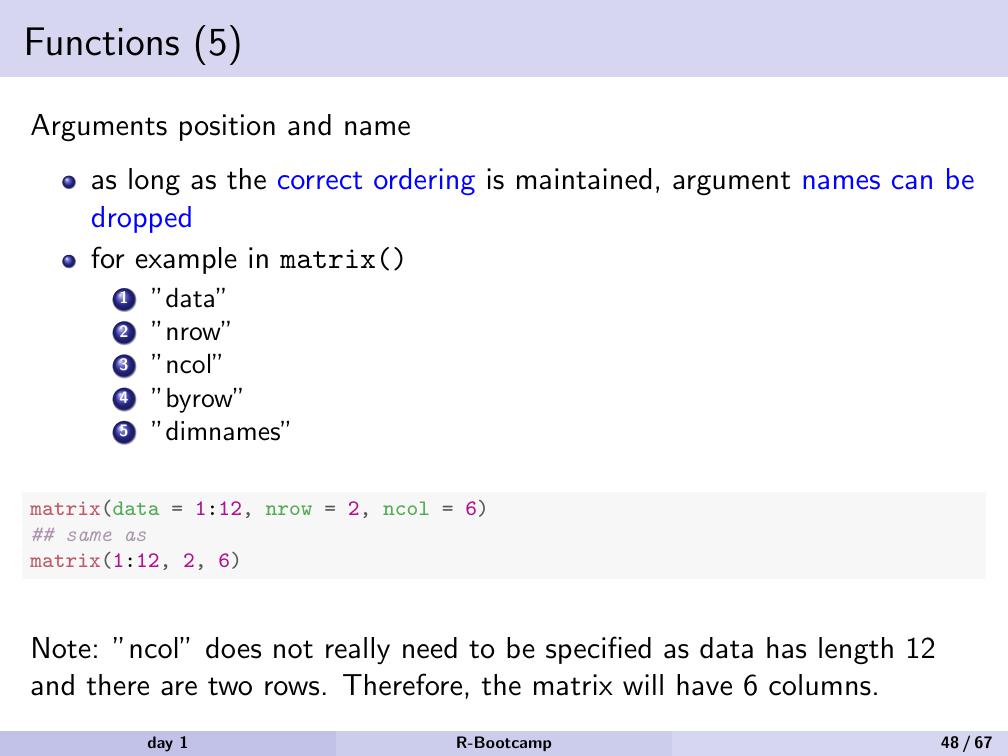 Functions (5)
Arguments position and name
as long as the correct ordering is maintained, argument names can be
dropped
for example in matrix()
1 ”data”
2 ”nrow”
3 ”ncol”
4 ”byrow”
5 ”dimnames”
matrix(data = 1:12, nrow = 2, ncol = 6)
## same as
matrix(1:12, 2, 6)
Note: ”ncol” does not really need to be specified as data has length 12
and there are two rows. Therefore, the matrix will have 6 columns.
day 1 R-Bootcamp 48 / 67